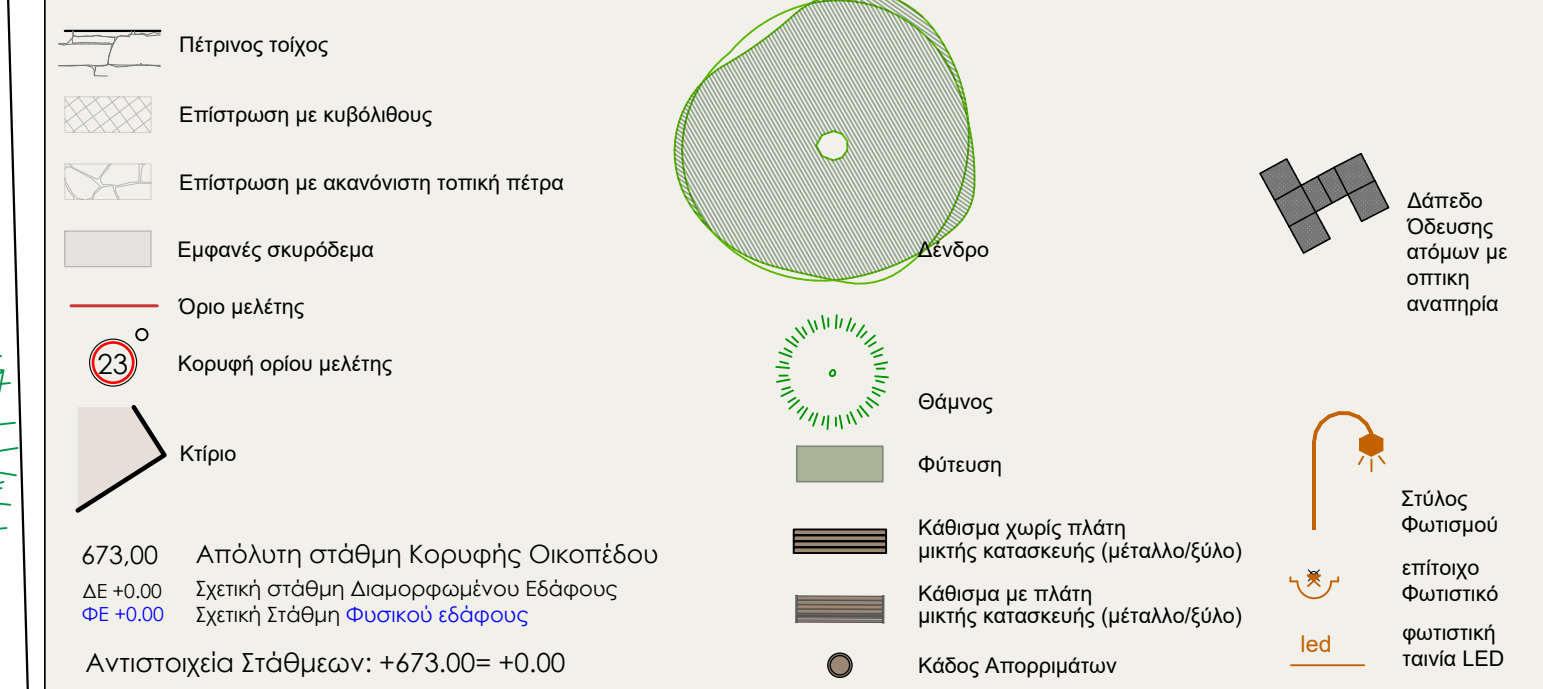 Πέτρινος τοίχος
Επίστρωση με κυβόλιθους
Επίστρωση με ακανόνιστη τοπική πέτρα
Εμφανές σκυρόδεμα
Όριο μελέτης
23
Κορυφή ορίου μελέτης
Κτίριο
673,00 Απόλυτη στάθμη Κορυφής Οικοπέδου
ΔΕ +0.00 Σχετική στάθμη Διαμορφωμένου Εδάφους
ΦΕ +0.00 Σχετική Στάθμη Φυσικού εδάφους
Αντιστοιχεία Στάθμεων: +673.00= +0.00
Δένδρο
Θάμνος
Φύτευση
Κάθισμα χωρίς πλάτη
μικτής κατασκευής (μέταλλο/ξύλο)
Κάθισμα με πλάτη
μικτής κατασκευής (μέταλλο/ξύλο)
Κάδος Απορριμάτων
Δάπεδο
Όδευσης
ατόμων με
οπτικη
αναπηρία
Στύλος
Φωτισμού
επίτοιχο
Φωτιστικό
led
φωτιστική
ταινία LED